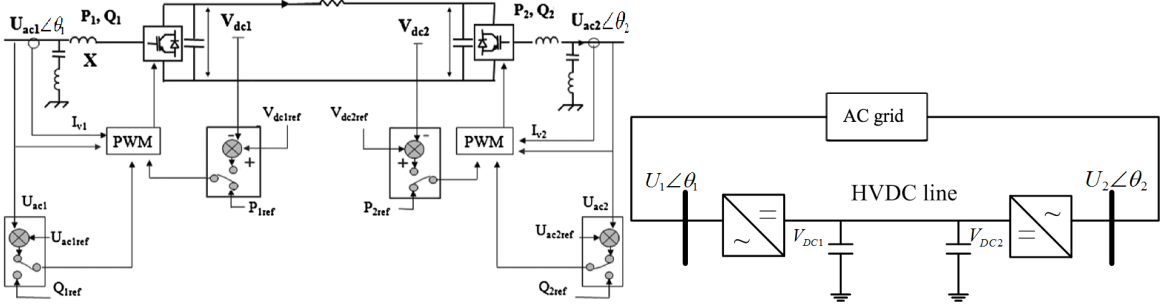 P1, Q1
Uac1∠θ1
X
Vdc1
Vdc2
P2, Q2
Uac2∠θ2
Iv1
PWM
Vdc1ref
-
+
P1ref
Vdc2ref
-
+
P2ref
PWM
Iv2
Uac1
Uac1ref
Q1ref
Uac2
Uac2ref
Q2ref
AC grid
U1∠θ1
HVDC line
U2∠θ2
=
~
VDC1
VDC2
~
=